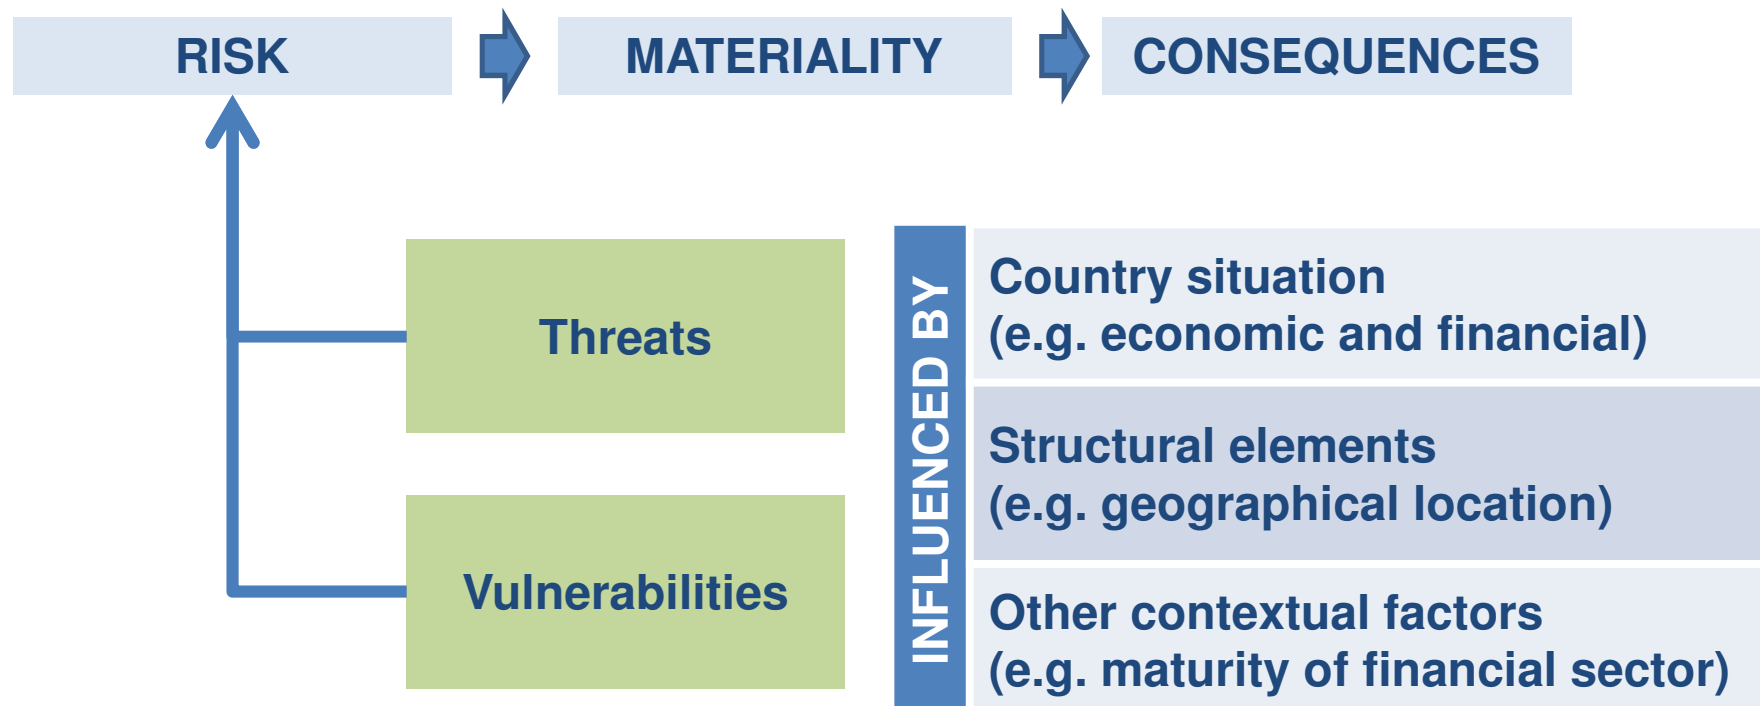 RISK
MATERIALITY
CONSEQUENCES
Threats
Vulnerabilities
INFLUENCED BY
Country situation
(e.g. economic and financial)
Structural elements
(e.g. geographical location)
Other contextual factors
(e.g. maturity of financial sector)